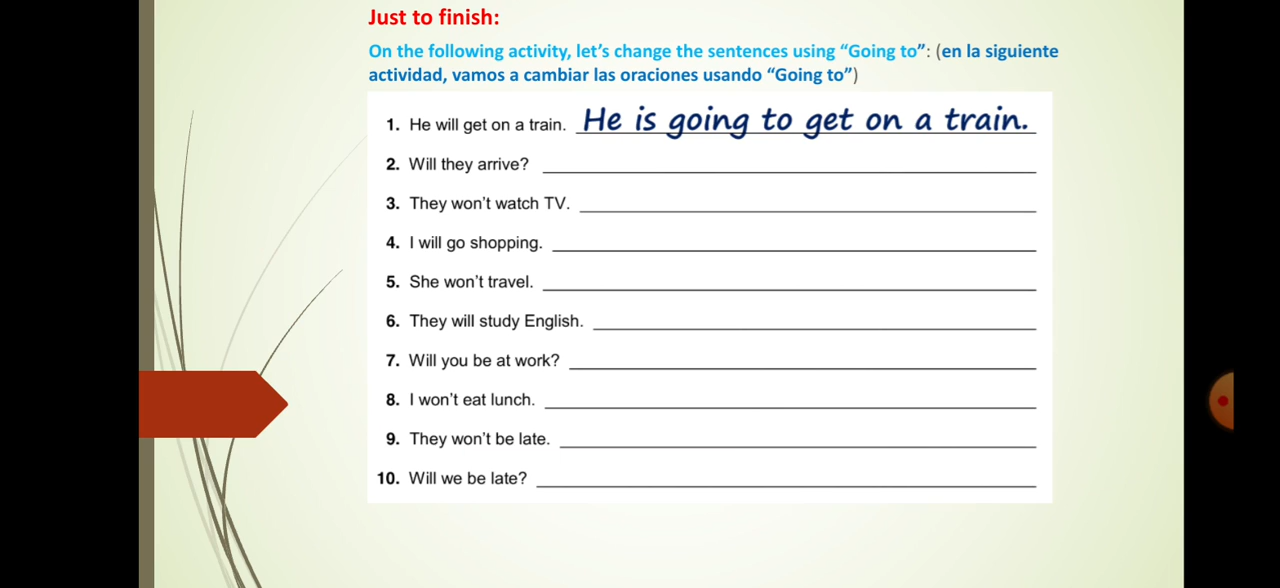 Just to finish:
On the following activity, let's change the sentences using “Going to”: (en la siguiente
actividad, vamos a cambiar las oraciones usando “Going to”)
1. He will get on a train. He is going to get on a train.
2. Will they arrive?
3. They won't watch TV.
4. I will go shopping.
5. She won't travel.
6. They will study English.
7. Will you be at work?
8. I won't eat lunch.
9. They won't be late.
10. Will we be late?